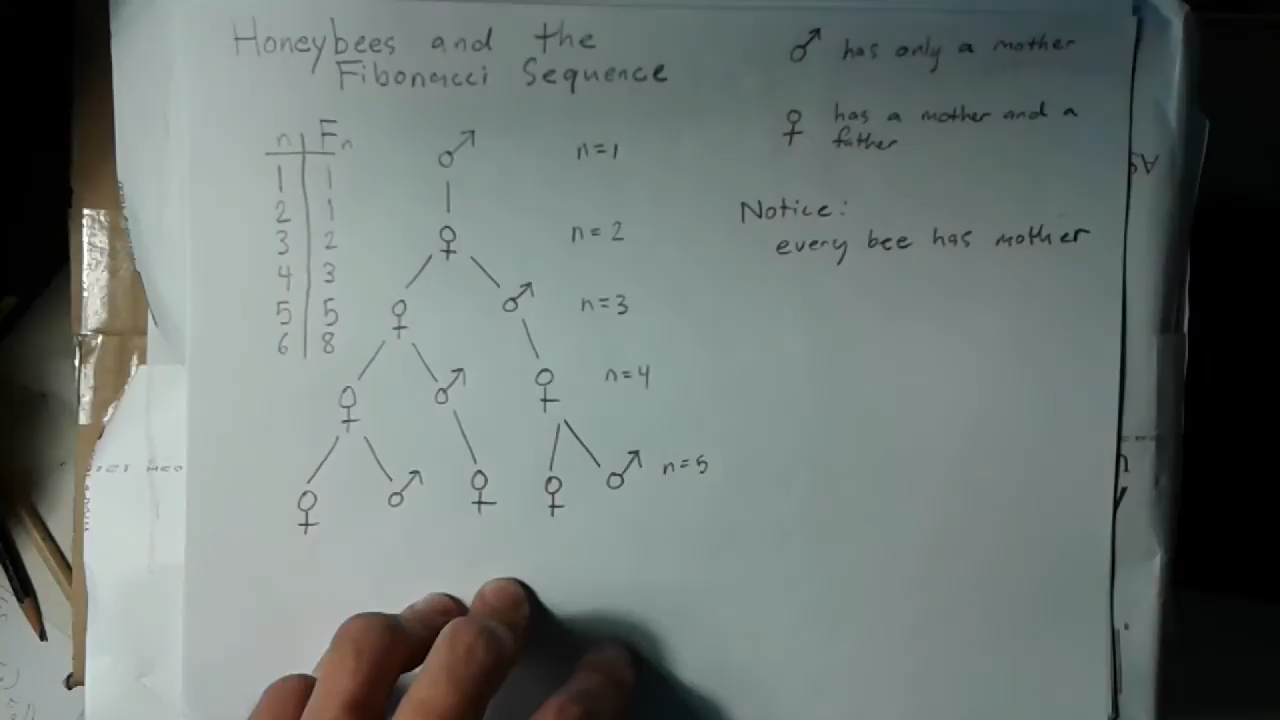 Honeybees and the
Fibonacci Sequence
♂ has only a mother
♀ has a mother and a
father
Notice:
every bee has mother
n Fn
1 1
2 1
3 2
4 3
5 5
6 8
♂ n=1
♀ n=2
♀ ♂ n=3
♀ ♂ ♀ n=4
♀ ♂ ♀ ♀ ♂ n=5